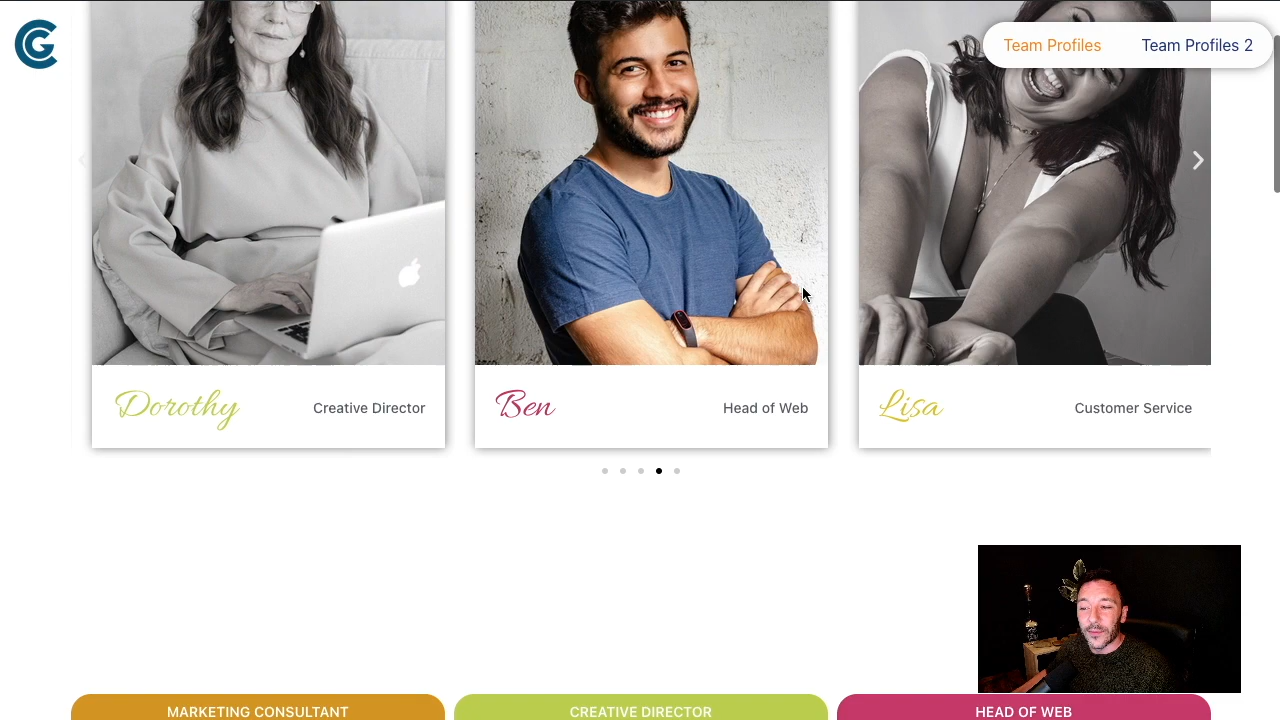 Team Profiles Team Profiles 2
Dorothy Creative Director
Ben Head of Web
Lisa Customer Service
MARKETING CONSULTANT
CREATIVE DIRECTOR
HEAD OF WEB